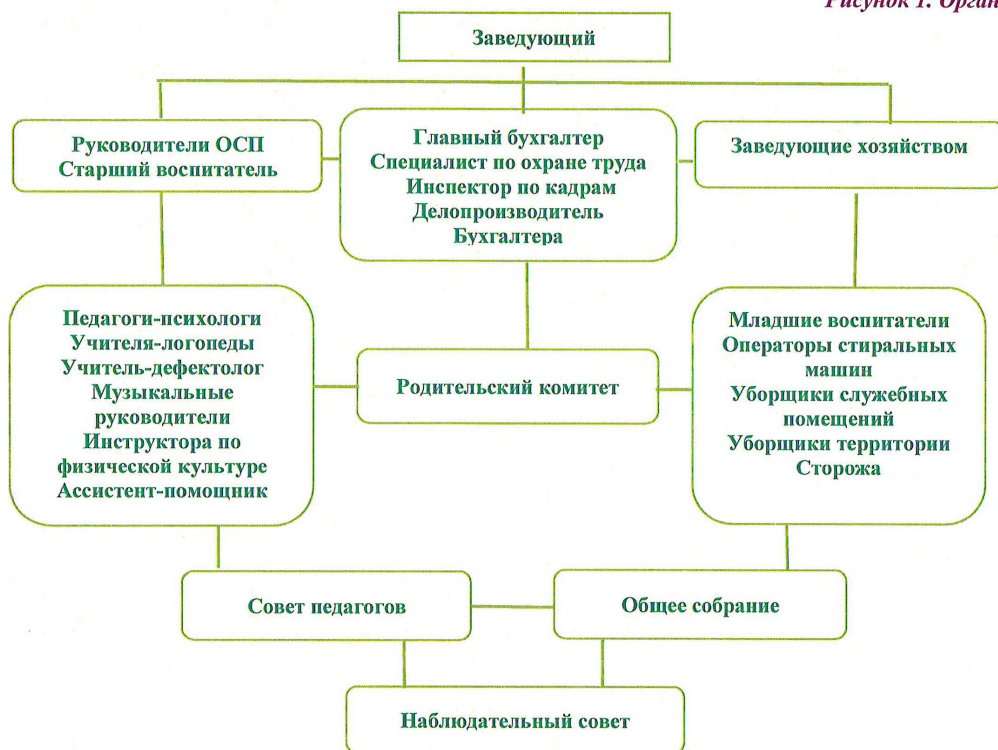 Рисунок 1. Орган
Заведующий
Руководители ОСП
Старший воспитатель
Главный бухгалтер
Специалист по охране труда
Инспектор по кадрам
Делопроизводитель
Бухгалтера
Заведующие хозяйством
Педагоги-психологи
Учителя-логопеды
Учитель-дефектолог
Музыкальные
руководители
Инструктора по
физической культуре
Ассистент-помощник
Родительский комитет
Младшие воспитатели
Операторы стиральных
машин
Уборщики служебных
помещений
Уборщики территории
Сторожа
Совет педагогов
Общее собрание
Наблюдательный совет